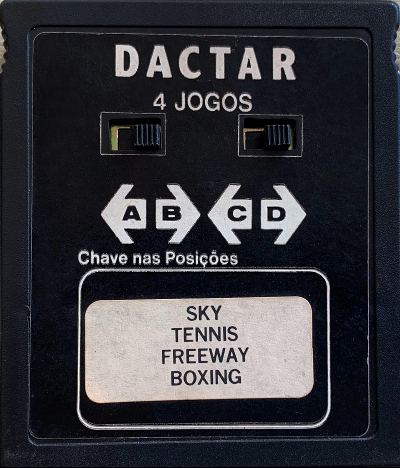 DACTAR
4 JOGOS
A B C D
Chave nas Posições
SKY
TENNIS
FREEWAY
BOXING